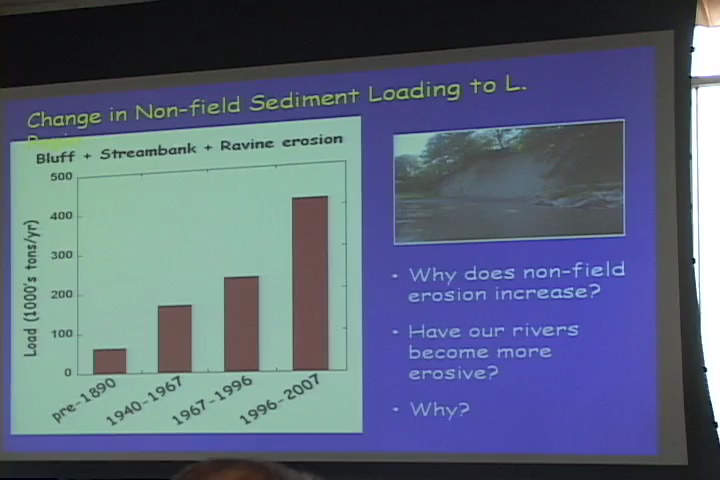 Change in Non-field Sediment Loading to L.
Bluff + Streambank + Ravine erosion
500
400
300
200
100
0
Load (1000's tons/yr)
pre-1890
1940-1967
1967-1996
1996-2007
• Why does non-field
erosion increase?
• Have our rivers
become more
erosive?
• Why?